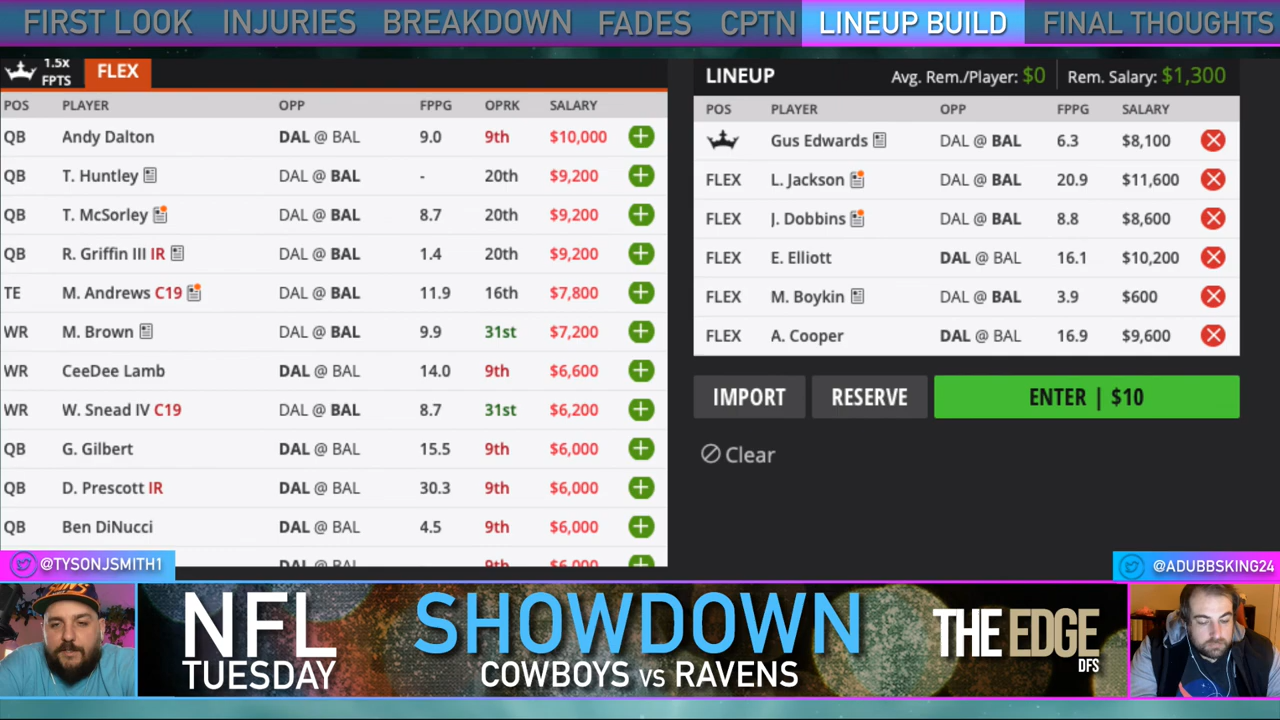 FIRST LOOK INJURIES BREAKDOWN FADES CPTN LINEUP BUILD FINAL THOUGHTS
1.5x FPTS FLEX
POS PLAYER OPP FPPG OPRK SALARY
QB Andy Dalton DAL @ BAL 9.0 9th $10,000
QB T. Huntley DAL @ BAL - 20th $9,200
QB T. McSorley DAL @ BAL 8.7 20th $9,200
QB R. Griffin III IR DAL @ BAL 1.4 20th $9,200
TE M. Andrews C19 DAL @ BAL 11.9 16th $7,800
WR M. Brown DAL @ BAL 9.9 31st $7,200
WR CeeDee Lamb DAL @ BAL 14.0 9th $6,600
WR W. Snead IV C19 DAL @ BAL 8.7 31st $6,200
QB G. Gilbert DAL @ BAL 15.5 9th $6,000
QB D. Prescott IR DAL @ BAL 30.3 9th $6,000
QB Ben DiNucci DAL @ BAL 4.5 9th $6,000
9th $6,000
LINEUP Avg. Rem./Player: $0 Rem. Salary: $1,300
POS PLAYER OPP FPPG SALARY
Gus Edwards DAL @ BAL 6.3 $8,100
FLEX L. Jackson DAL @ BAL 20.9 $11,600
FLEX J. Dobbins DAL @ BAL 8.8 $8,600
FLEX E. Elliott DAL @ BAL 16.1 $10,200
FLEX M. Boykin DAL @ BAL 3.9 $600
FLEX A. Cooper DAL @ BAL 16.9 $9,600
IMPORT RESERVE ENTER | $10
Clear
@TYSONJSMITH1
@ADUBBSKING24
NFL
TUESDAY
SHOWDOWN
COWBOYS vs RAVENS
THE EDGE
DFS